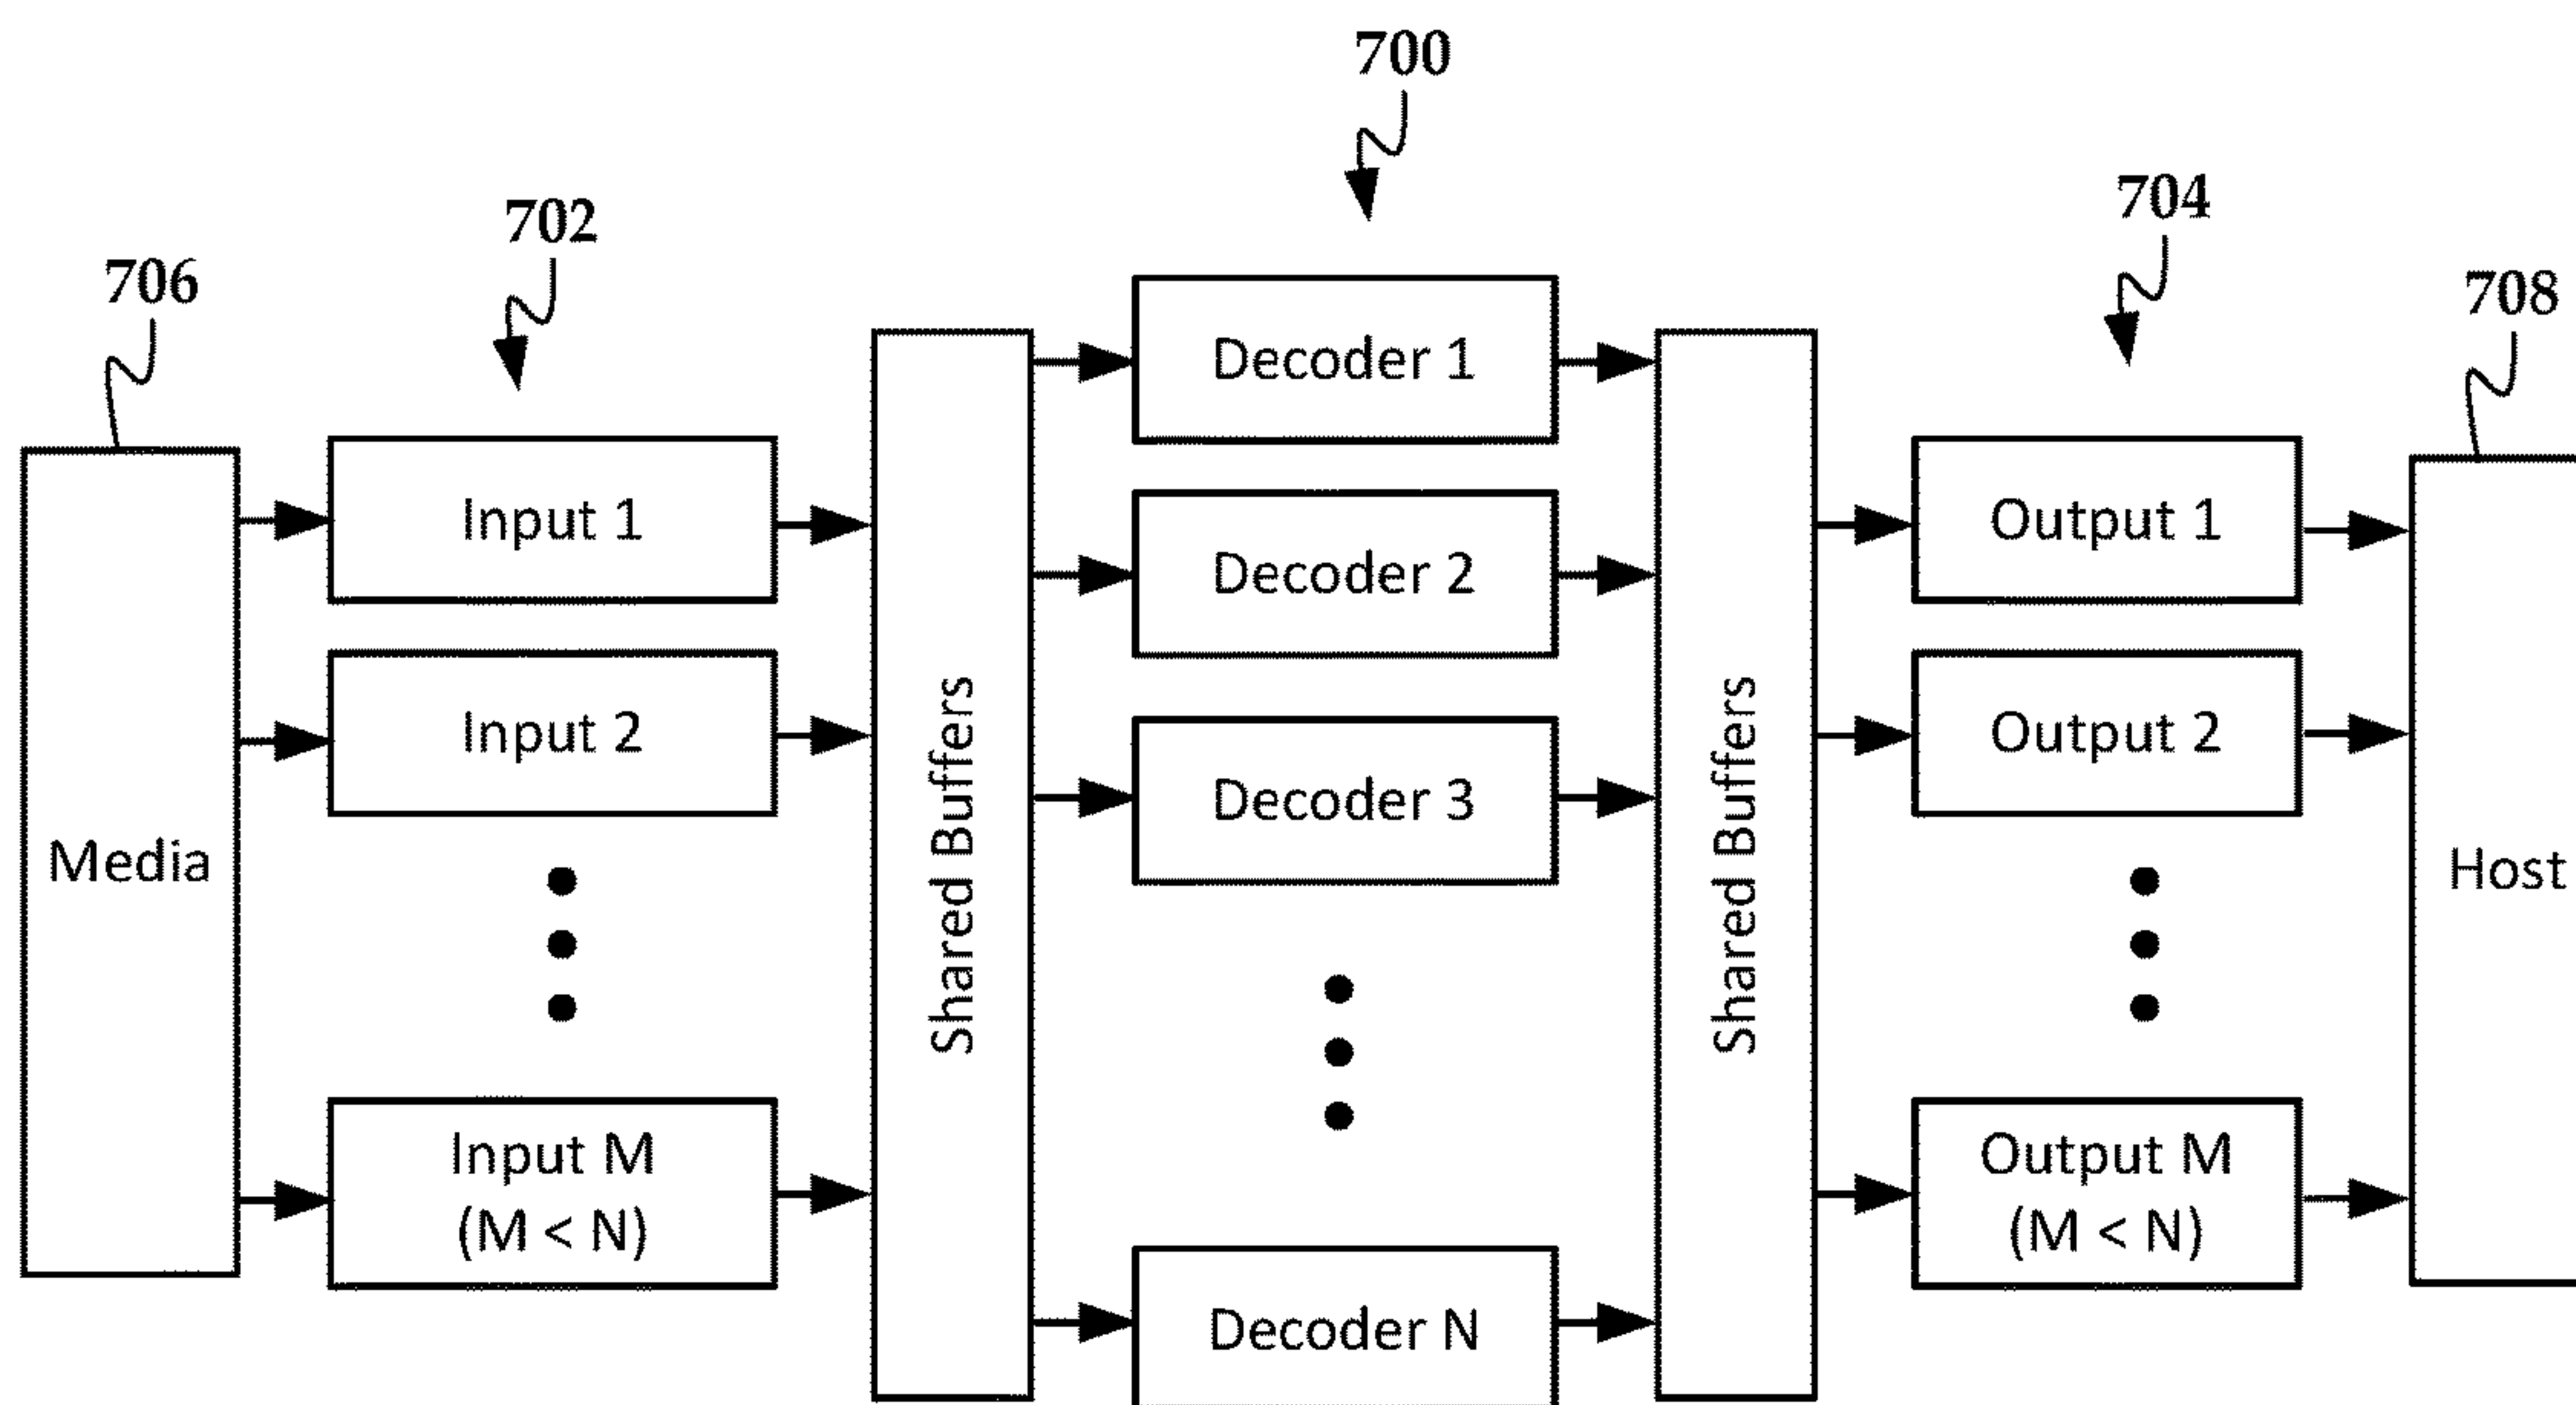 700
702
704
706
708
Media
Input 1
Input 2
Input M
(M < N)
Shared Buffers
Decoder 1
Decoder 2
Decoder 3
Decoder N
Shared Buffers
Output 1
Output 2
Output M
(M < N)
Host